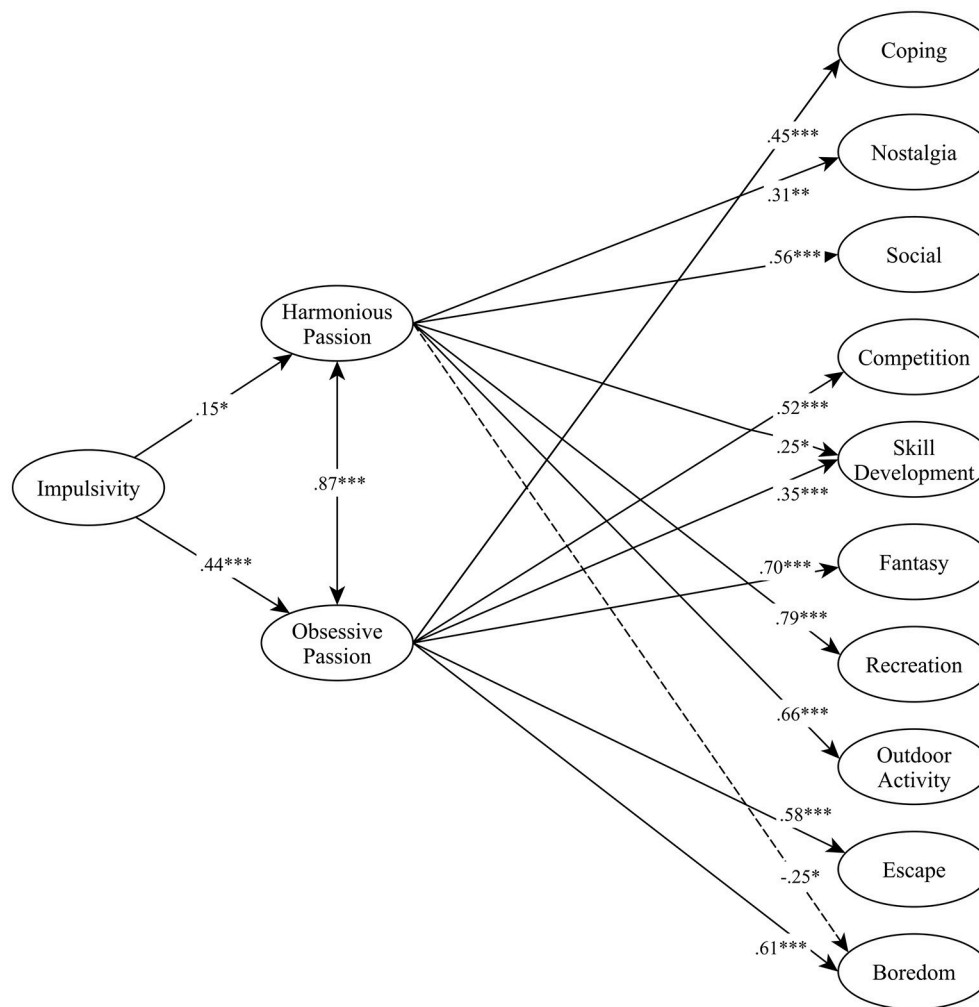 Coping
.45***
Nostalgia
.31**
Social
.56***
Harmonious
Passion
Competition
.52***
.15*
.25*
Skill
Development
.87***
.35***
Impulsivity
.44***
.70***
Fantasy
Obsessive
Passion
.79***
Recreation
.66***
Outdoor
Activity
.58***
Escape
-.25*
.61***
Boredom